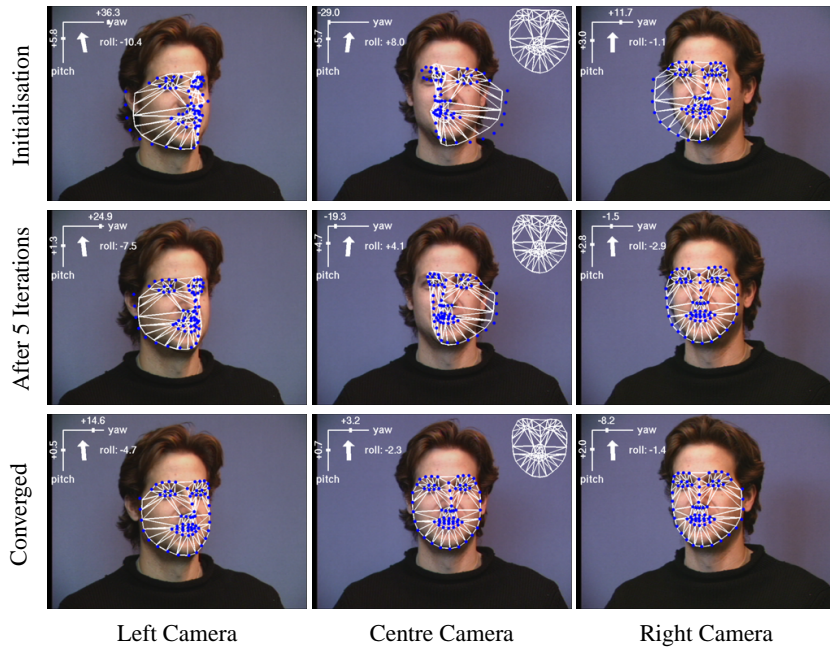 Initialisation
+36.3
yaw
+5.8
roll: -10.4
pitch
-29.0
yaw
+5.7
roll: +8.0
pitch
+11.7
yaw
+3.0
roll: -1.1
pitch
After 5 Iterations
+24.9
yaw
+1.3
roll: -7.5
pitch
-19.3
yaw
+4.7
roll: +4.1
pitch
-1.5
yaw
+2.8
roll: -2.9
pitch
Converged
+14.6
yaw
+0.5
roll: -4.7
pitch
+3.2
yaw
+0.7
roll: -2.3
pitch
-8.2
yaw
+2.0
roll: -1.4
pitch
Left Camera
Centre Camera
Right Camera